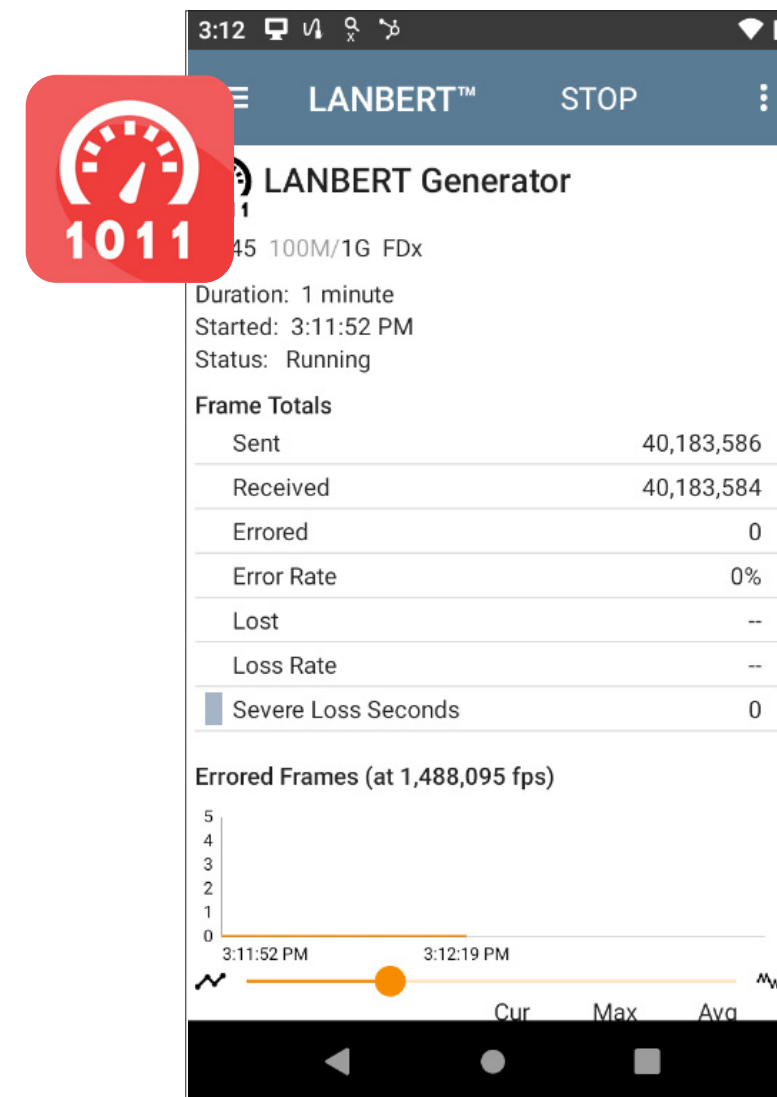 3:12
LANBERT™ STOP
LANBERT Generator
1011
45 100M/1G FDx
Duration: 1 minute
Started: 3:11:52 PM
Status: Running
Frame Totals
Sent 40,183,586
Received 40,183,584
Errored 0
Error Rate 0%
Lost --
Loss Rate --
Severe Loss Seconds 0
Errored Frames (at 1,488,095 fps)
5
4
3
2
1
0
3:11:52 PM 3:12:19 PM
Cur Max Avg